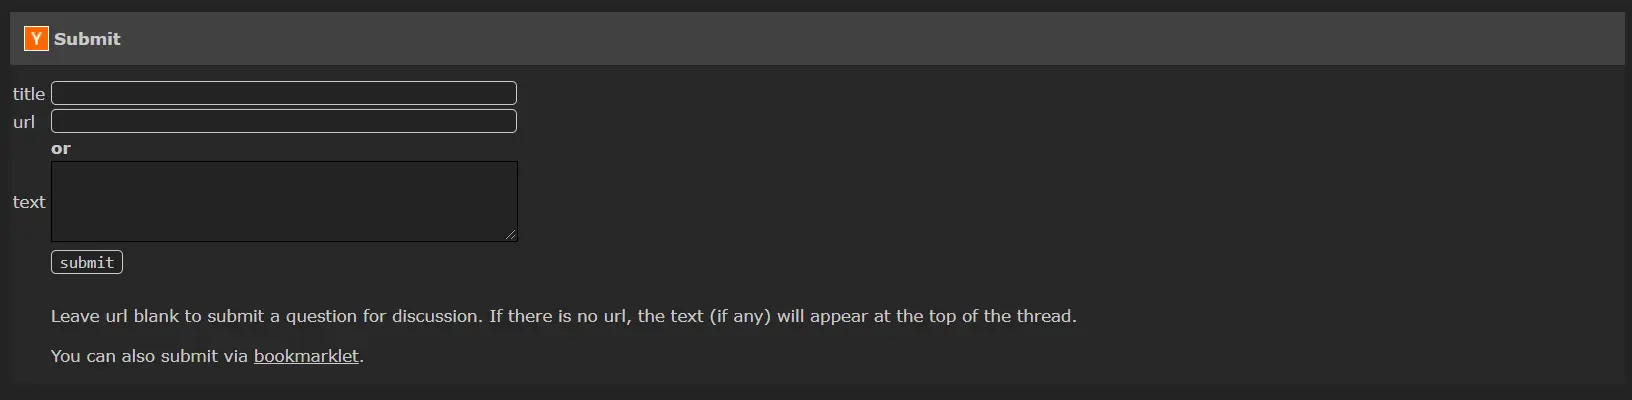 Y Submit
title
url
or
text
submit
Leave url blank to submit a question for discussion. If there is no url, the text (if any) will appear at the top of the thread.
You can also submit via bookmarklet.